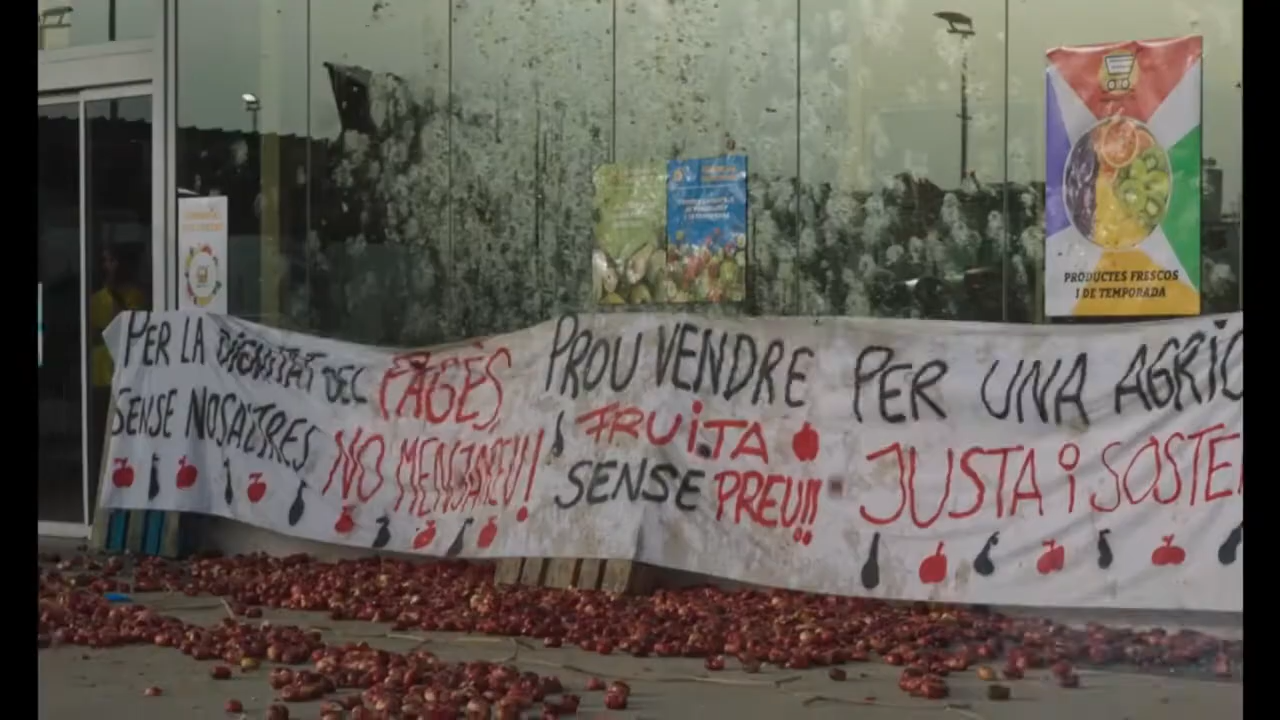 PRODUCTES FRESCOS
I DE TEMPORADA
PER LA DIGNITAT DEL PAGÈS,
SENSE NOSALTRES NO MENJAREU!
PROU VENDRE
FRUiTA
SENSE PREU!!
PER UNA AGRIC
JUSTA i SOSTE